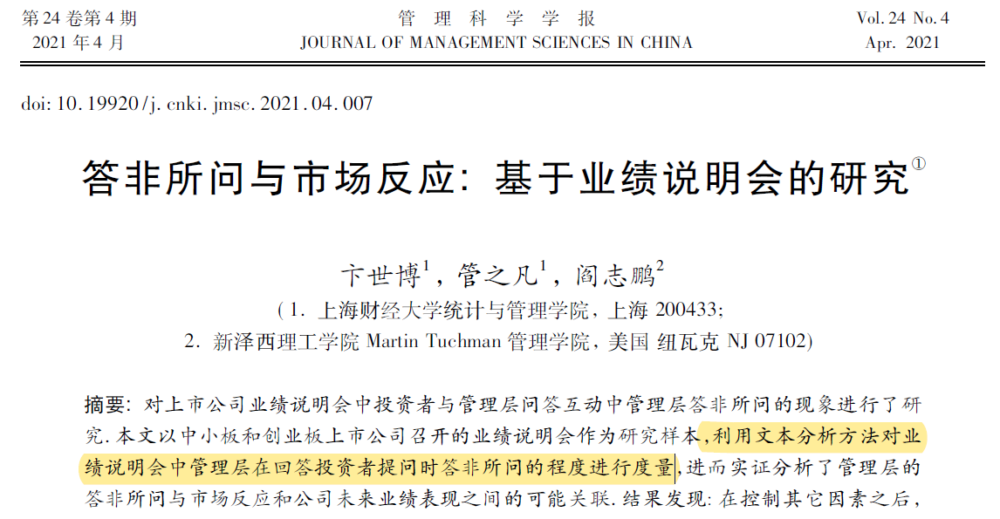 第 24 卷第 4 期 管 理 科 学 学 报 Vol. 24 No. 4
2021 年 4 月 JOURNAL OF MANAGEMENT SCIENCES IN CHINA Apr. 2021
doi: 10. 19920 /j. cnki. jmsc. 2021. 04. 007
答非所问与市场反应: 基于业绩说明会的研究①
卞世博1, 管之凡1, 阎志鹏2
( 1. 上海财经大学统计与管理学院, 上海 200433;
2. 新泽西理工学院 Martin Tuchman 管理学院, 美国 纽瓦克 NJ 07102)
摘要: 对上市公司业绩说明会中投资者与管理层问答互动中管理层答非所问的现象进行了研
究. 本文以中小板和创业板上市公司召开的业绩说明会作为研究样本, 利用文本分析方法对业
绩说明会中管理层在回答投资者提问时答非所问的程度进行度量, 进而实证分析了管理层的
答非所问与市场反应和公司未来业绩表现之间的可能关联. 结果发现: 在控制其它因素之后,